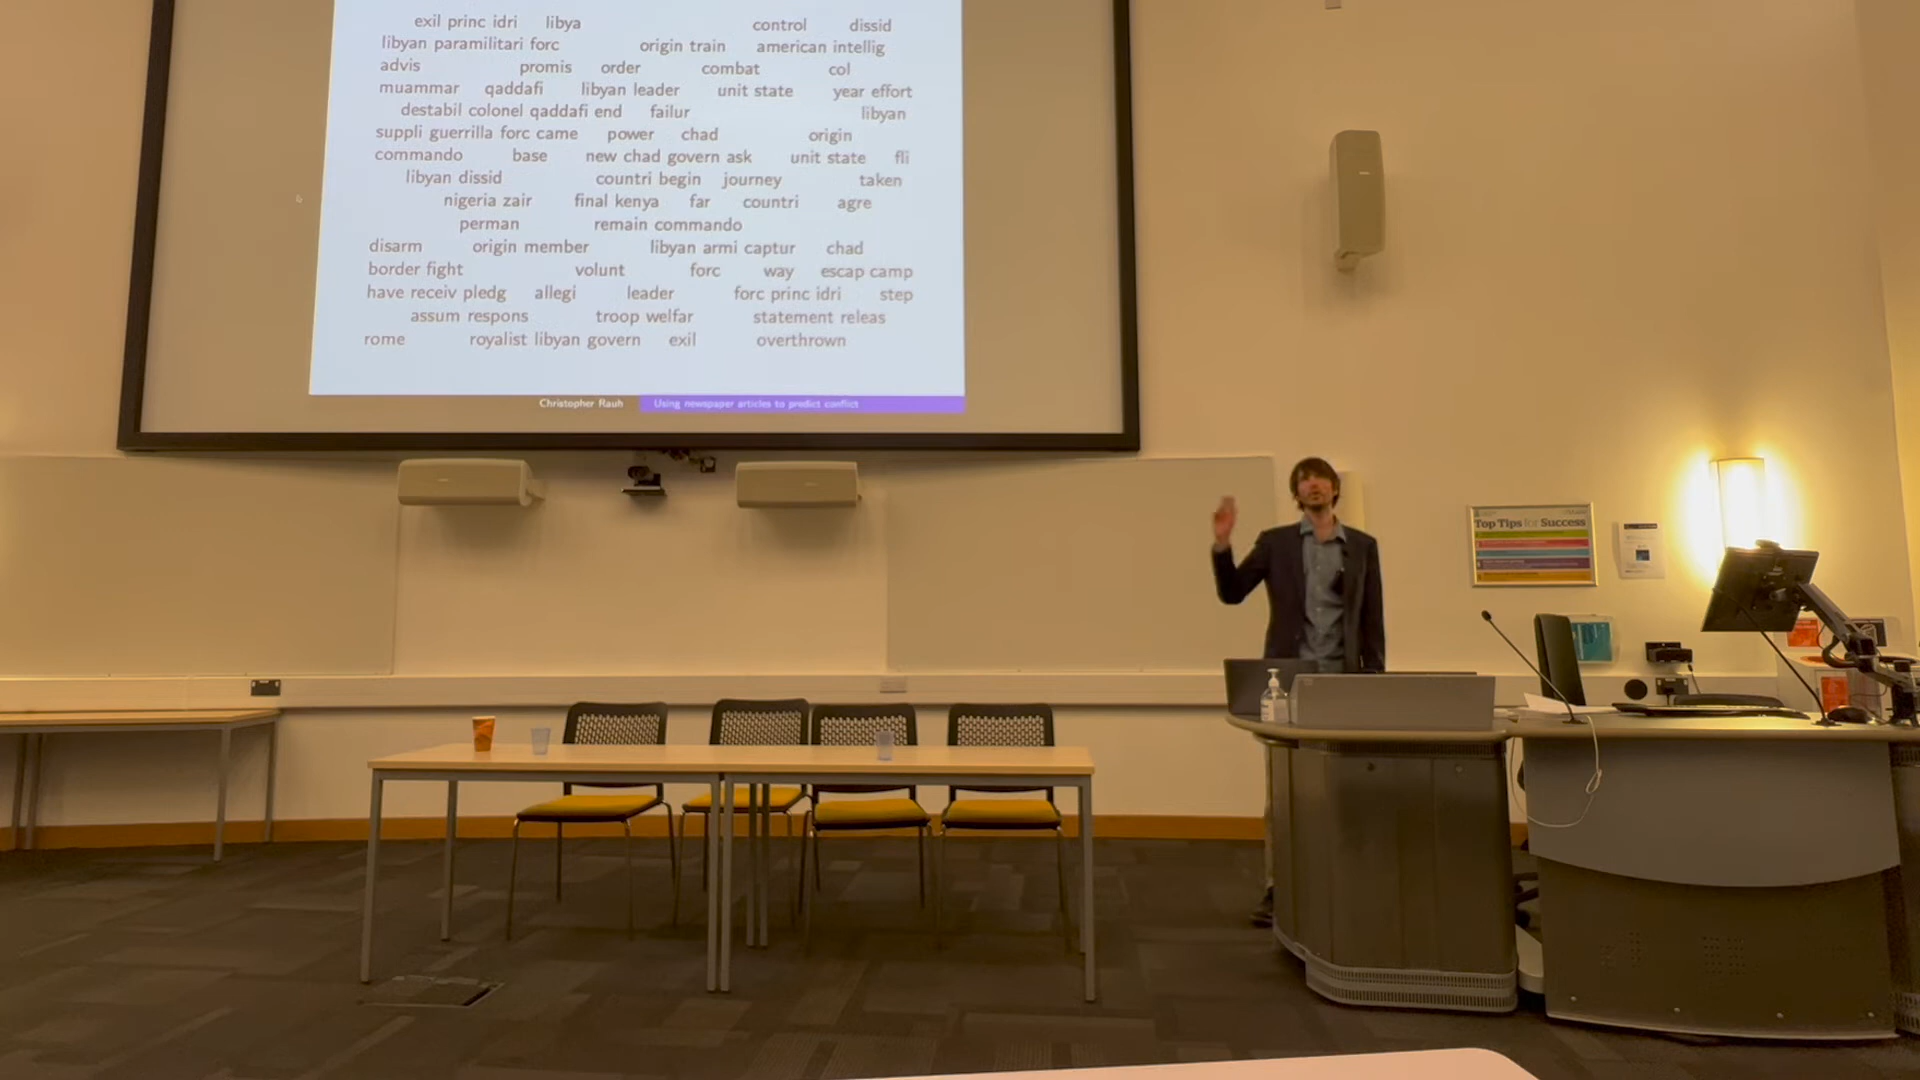 exil princ idri libya control dissid
libyan paramilitari forc origin train american intellig
advis promis order combat col
muammar qaddafi libyan leader unit state year effort
destabil colonel qaddafi end failur libyan
suppli guerrilla forc came power chad origin
commando base new chad govern ask unit state fli
libyan dissid countri begin journey taken
nigeria zair final kenya far countri agre
perman remain commando
disarm origin member libyan armi captur chad
border fight volunt forc way escap camp
have receiv pledg allegi leader forc princ idri step
assum respons troop welfar statement releas
rome royalist libyan govern exil overthrown
Christopher Rauh Using newspaper articles to predict conflict
Top Tips for Success